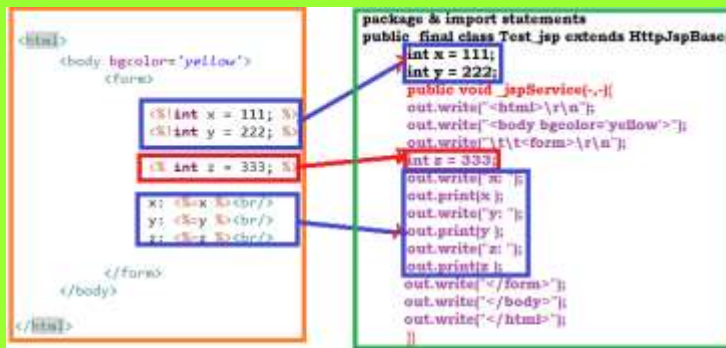 <html>
<body bgcolor='yellow'>
<form>
<%!int x = 111; %>
<%!int y = 222; %>
<% int z = 333; %>
x: <%=x %><br/>
y: <%=y %><br/>
z: <%=z %><br/>
</form>
</body>
</html>
package & import statements
public final class Test_jsp extends HttpJspBase
int x = 111;
int y = 222;
public void _jspService(-,-){
out.write("<html>\r\n");
out.write("<body bgcolor='yellow'>");
out.write("\t\t<form>\r\n");
int z = 333;
out.write("x: ");
out.print(x );
out.write("y: ");
out.print(y );
out.write("z: ");
out.print(z );
out.write("</form>");
out.write("</body>");
out.write("</html>");
}}